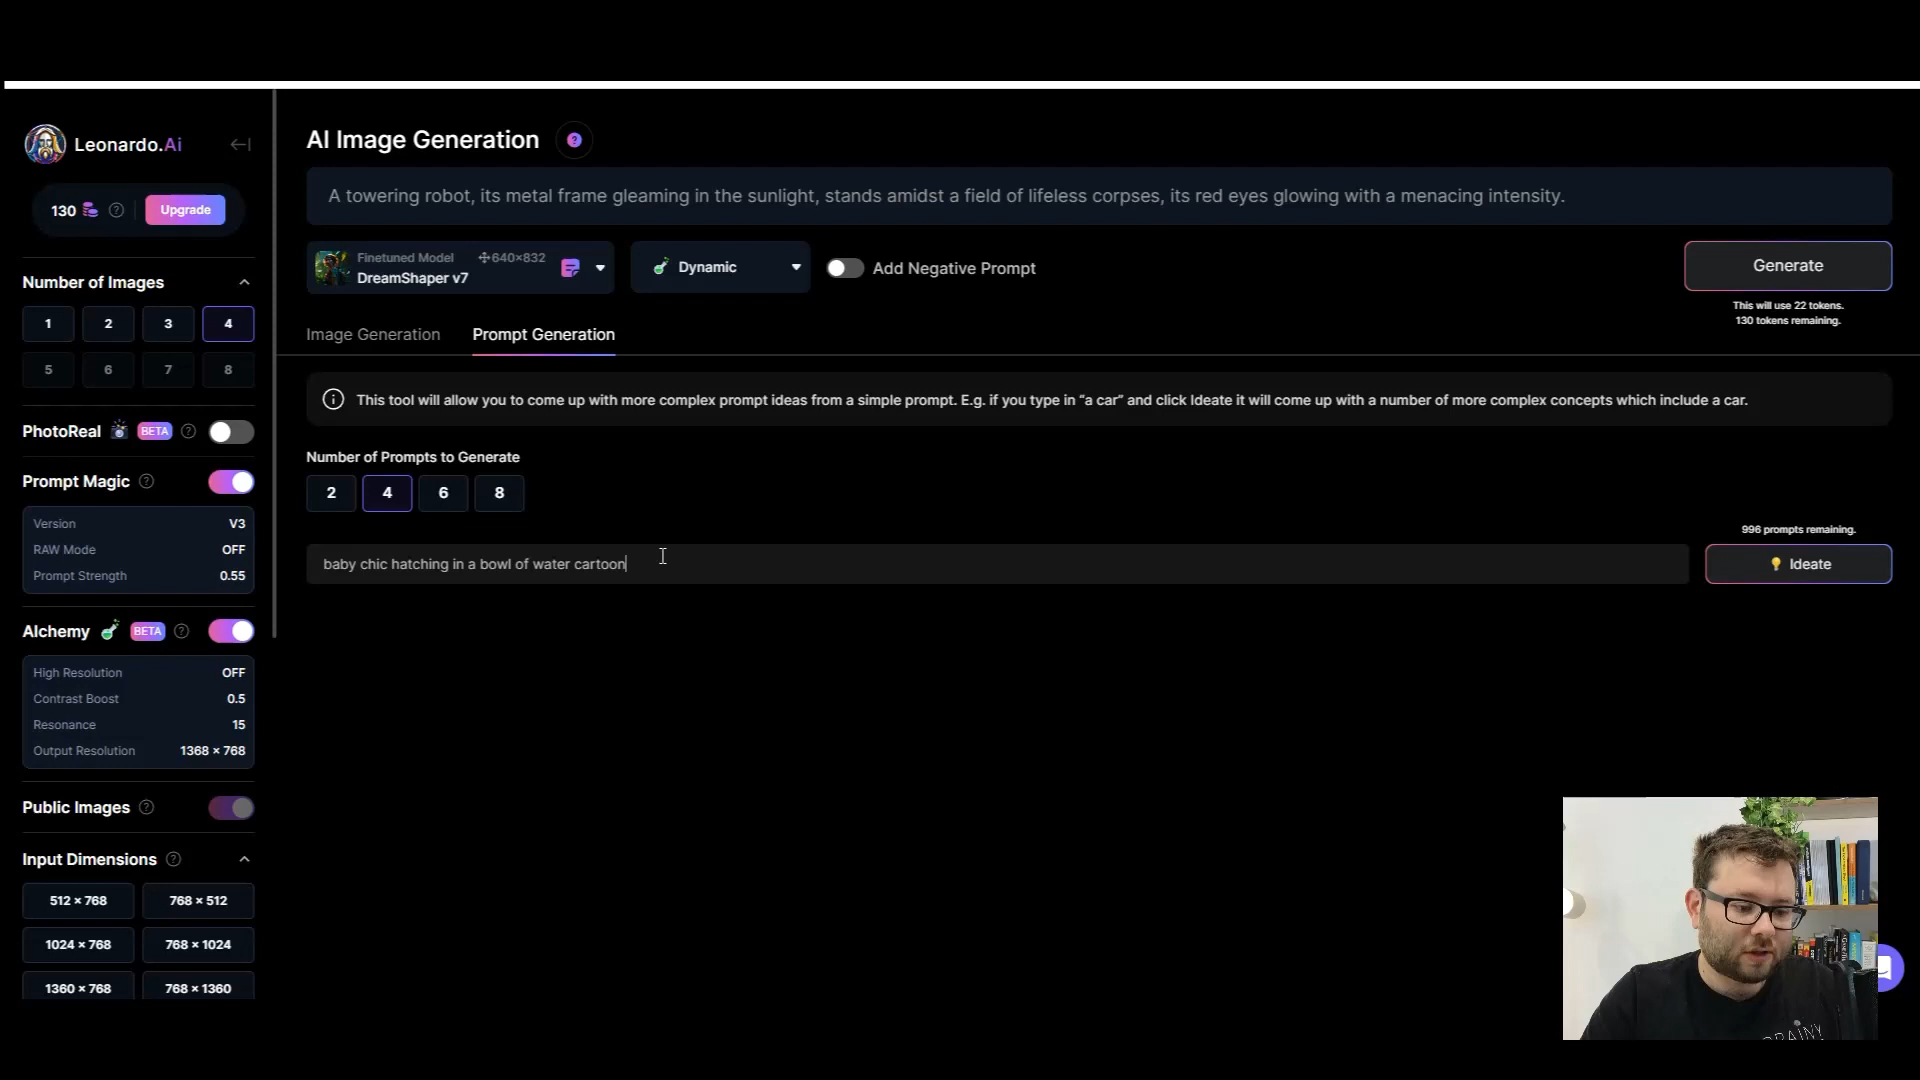 Leonardo.Ai
130
Upgrade
Number of Images
1 2 3 4
5 6 7 8
PhotoReal BETA
Prompt Magic
Version V3
RAW Mode OFF
Prompt Strength 0.55
Alchemy BETA
High Resolution OFF
Contrast Boost 0.5
Resonance 15
Output Resolution 1368 × 768
Public Images
Input Dimensions
512 × 768 768 × 512
1024 × 768 768 × 1024
1360 × 768 768 × 1360
AI Image Generation
A towering robot, its metal frame gleaming in the sunlight, stands amidst a field of lifeless corpses, its red eyes glowing with a menacing intensity.
Finetuned Model 640×832
DreamShaper v7
Dynamic
Add Negative Prompt
Generate
This will use 22 tokens.
130 tokens remaining.
Image Generation Prompt Generation
This tool will allow you to come up with more complex prompt ideas from a simple prompt. E.g. if you type in “a car” and click Ideate it will come up with a number of more complex concepts which include a car.
Number of Prompts to Generate
2 4 6 8
996 prompts remaining.
baby chic hatching in a bowl of water cartoon
Ideate